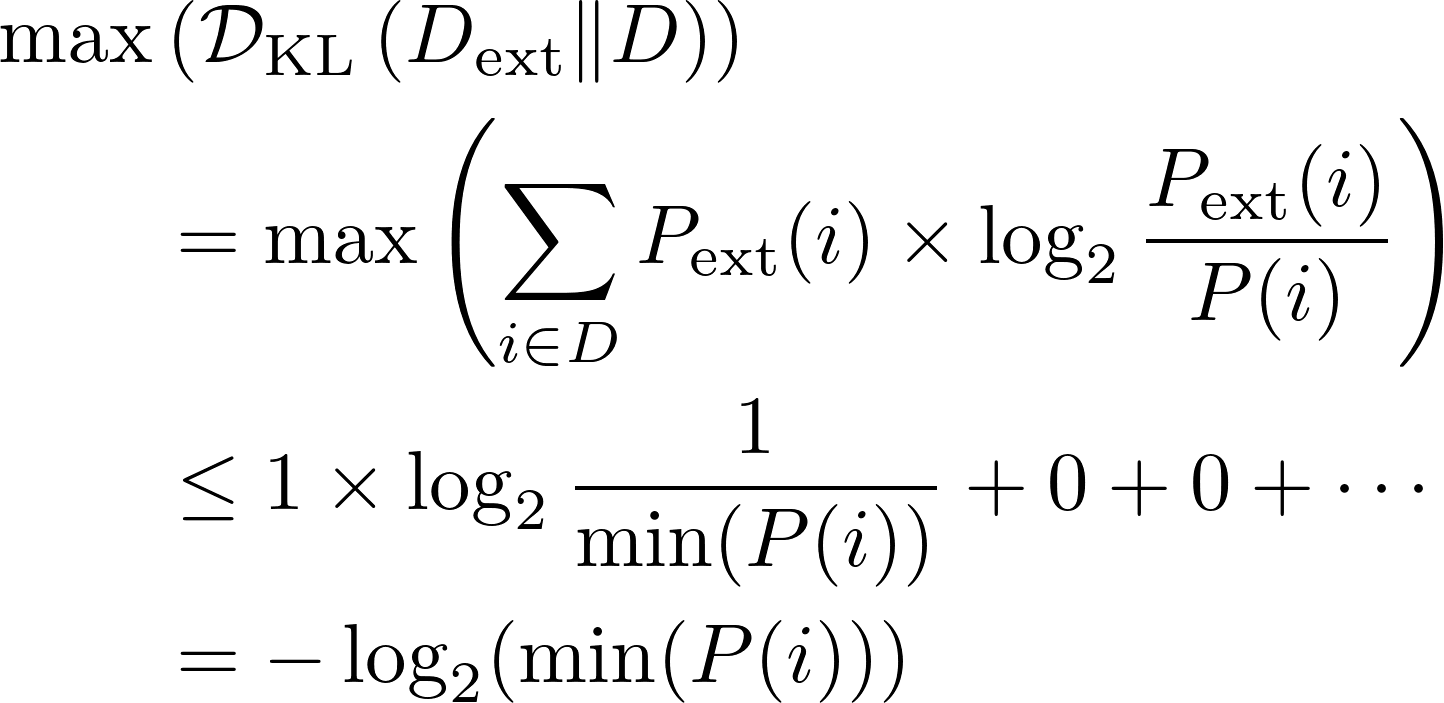 max (𝒟_KL (D_ext∥D))
= max (∑_{i∈D} P_ext(i) × log₂ P_ext(i)/P(i))
≤ 1 × log₂ 1/min(P(i)) + 0 + 0 + ⋯
= − log₂(min(P(i)))